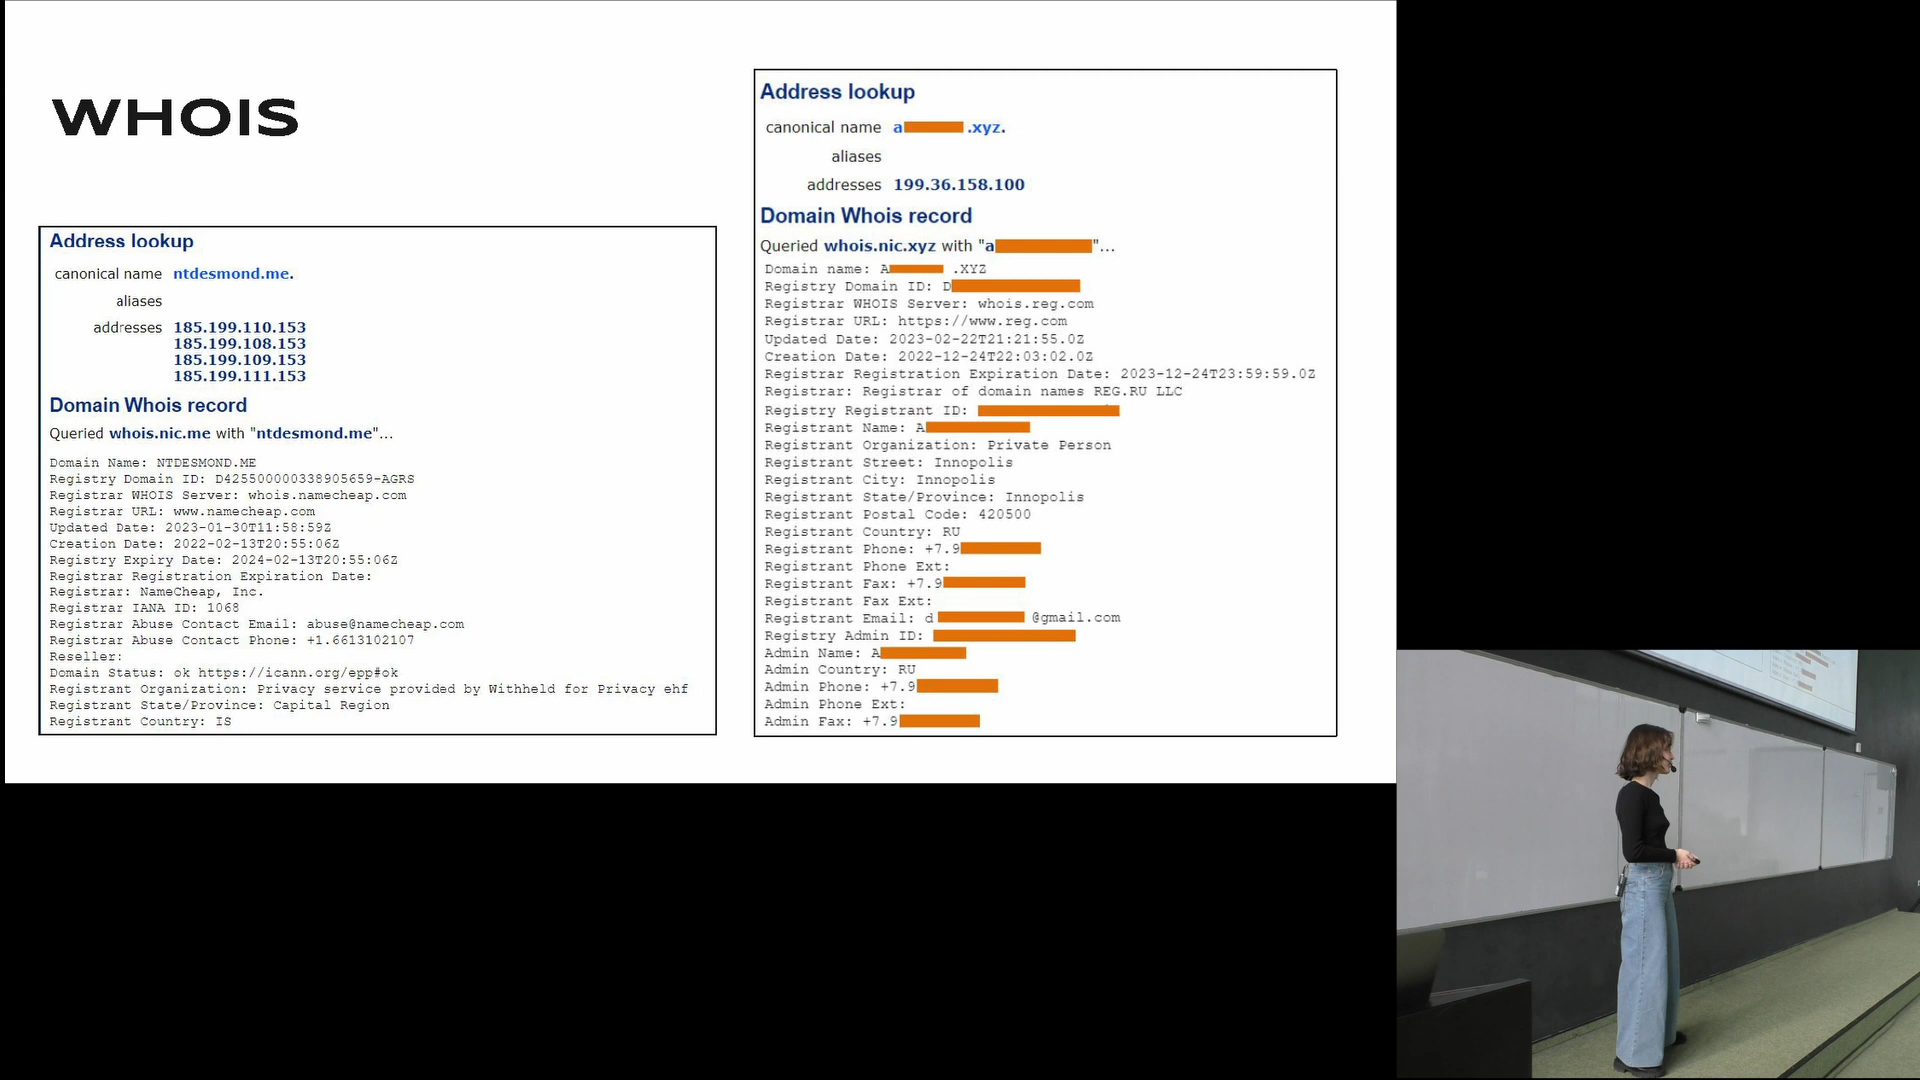 WHOIS
Address lookup
canonical name ntdesmond.me.
aliases
addresses 185.199.110.153
185.199.108.153
185.199.109.153
185.199.111.153
Domain Whois record
Queried whois.nic.me with "ntdesmond.me"...
Domain Name: NTDESMOND.ME
Registry Domain ID: D425500000338905659-AGRS
Registrar WHOIS Server: whois.namecheap.com
Registrar URL: www.namecheap.com
Updated Date: 2023-01-30T11:58:59Z
Creation Date: 2022-02-13T20:55:06Z
Registry Expiry Date: 2024-02-13T20:55:06Z
Registrar Registration Expiration Date:
Registrar: NameCheap, Inc.
Registrar IANA ID: 1068
Registrar Abuse Contact Email: abuse@namecheap.com
Registrar Abuse Contact Phone: +1.6613102107
Reseller:
Domain Status: ok https://icann.org/epp#ok
Registrant Organization: Privacy service provided by Withheld for Privacy ehf
Registrant State/Province: Capital Region
Registrant Country: IS
Address lookup
canonical name a .xyz.
aliases
addresses 199.36.158.100
Domain Whois record
Queried whois.nic.xyz with "a "...
Domain name: A .XYZ
Registry Domain ID: D
Registrar WHOIS Server: whois.reg.com
Registrar URL: https://www.reg.com
Updated Date: 2023-02-22T21:21:55.0Z
Creation Date: 2022-12-24T22:03:02.0Z
Registrar Registration Expiration Date: 2023-12-24T23:59:59.0Z
Registrar: Registrar of domain names REG.RU LLC
Registry Registrant ID:
Registrant Name: A
Registrant Organization: Private Person
Registrant Street: Innopolis
Registrant City: Innopolis
Registrant State/Province: Innopolis
Registrant Postal Code: 420500
Registrant Country: RU
Registrant Phone: +7.9
Registrant Phone Ext:
Registrant Fax: +7.9
Registrant Fax Ext:
Registrant Email: d @gmail.com
Registry Admin ID:
Admin Name: A
Admin Country: RU
Admin Phone: +7.9
Admin Phone Ext:
Admin Fax: +7.9